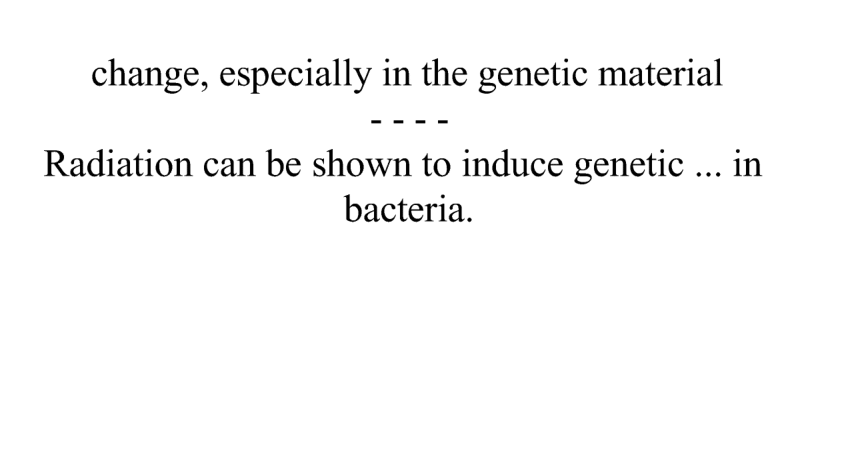 change, especially in the genetic material
- - - -
Radiation can be shown to induce genetic ... in
bacteria.